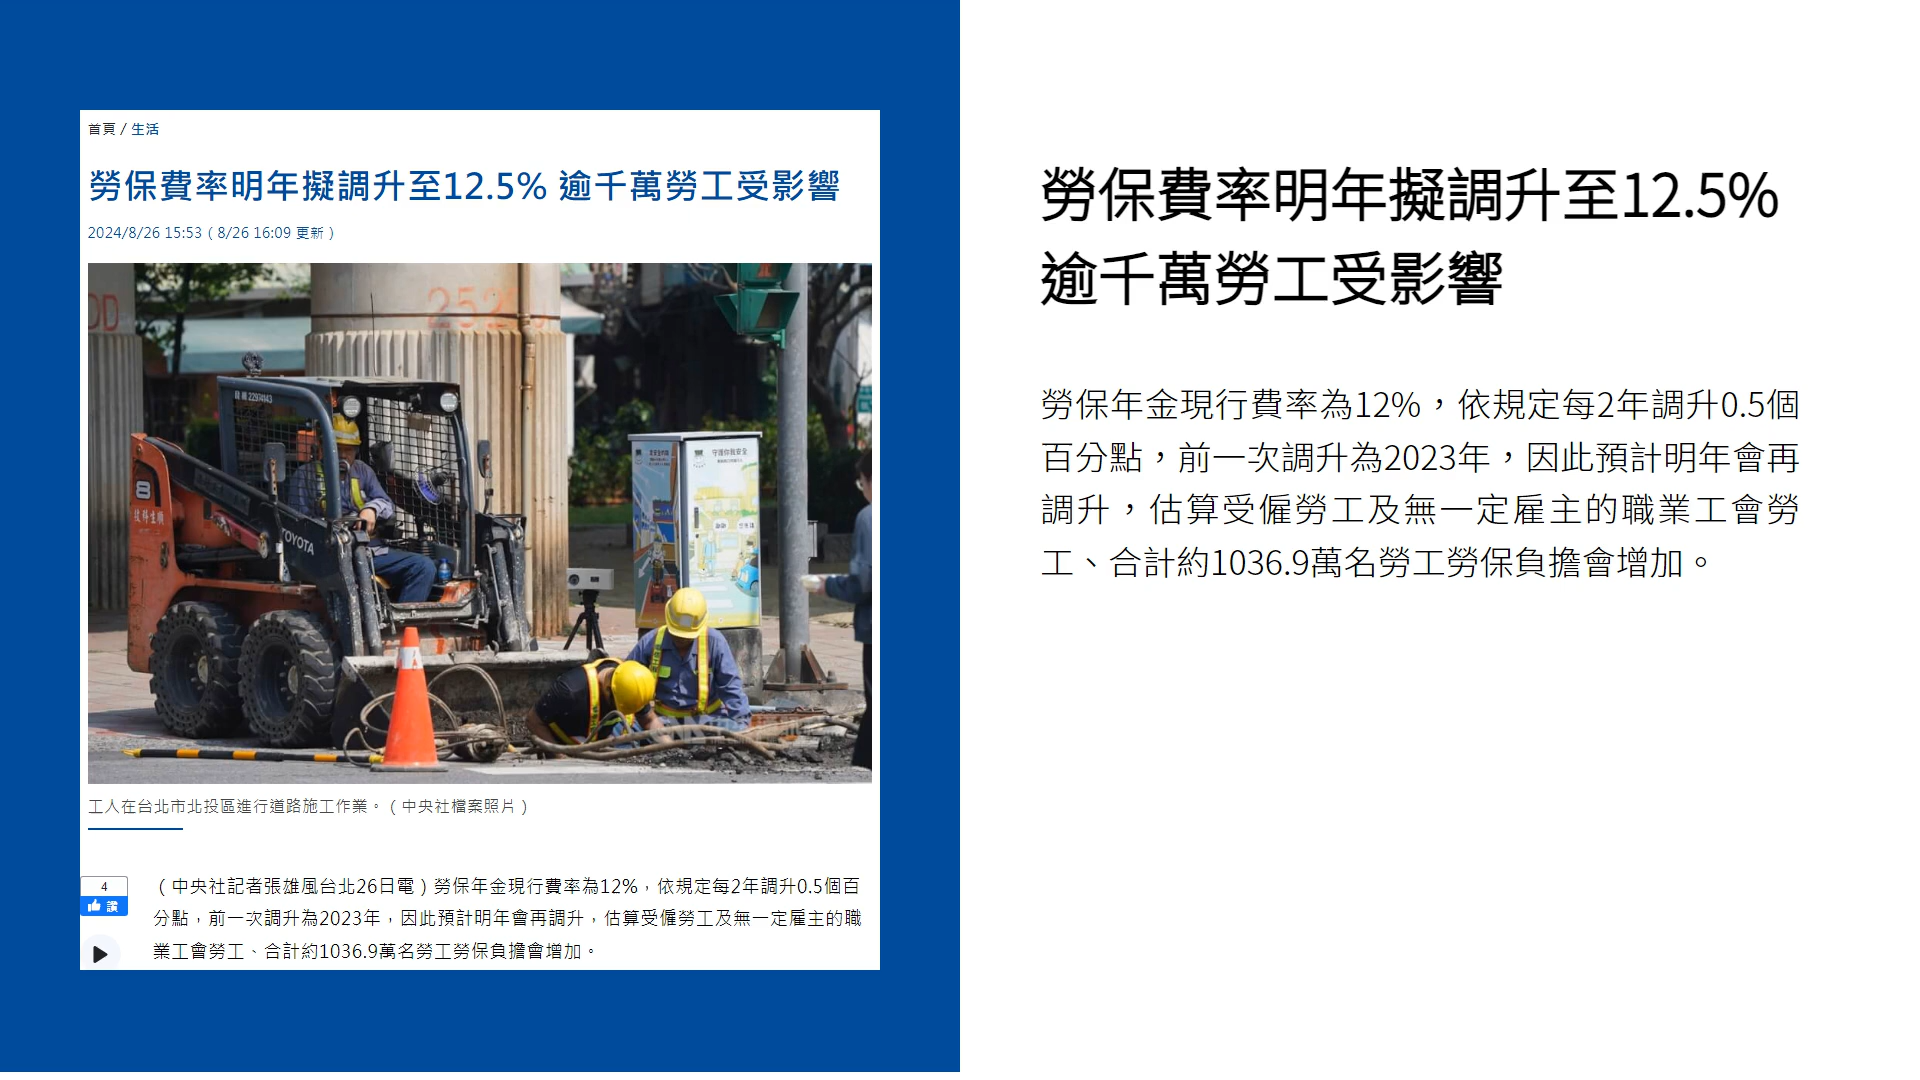 首頁 / 生活
勞保費率明年擬調升至12.5% 逾千萬勞工受影響
2024/8/26 15:53（8/26 16:09 更新）
252
8
TOYOTA
守護你我安全
工人在台北市北投區進行道路施工作業。（中央社檔案照片）
4
讚
（中央社記者張雄風台北26日電）勞保年金現行費率為12%，依規定每2年調升0.5個百
分點，前一次調升為2023年，因此預計明年會再調升，估算受僱勞工及無一定雇主的職
業工會勞工、合計約1036.9萬名勞工勞保負擔會增加。
勞保費率明年擬調升至12.5%
逾千萬勞工受影響
勞保年金現行費率為12%，依規定每2年調升0.5個
百分點，前一次調升為2023年，因此預計明年會再
調升，估算受僱勞工及無一定雇主的職業工會勞
工、合計約1036.9萬名勞工勞保負擔會增加。